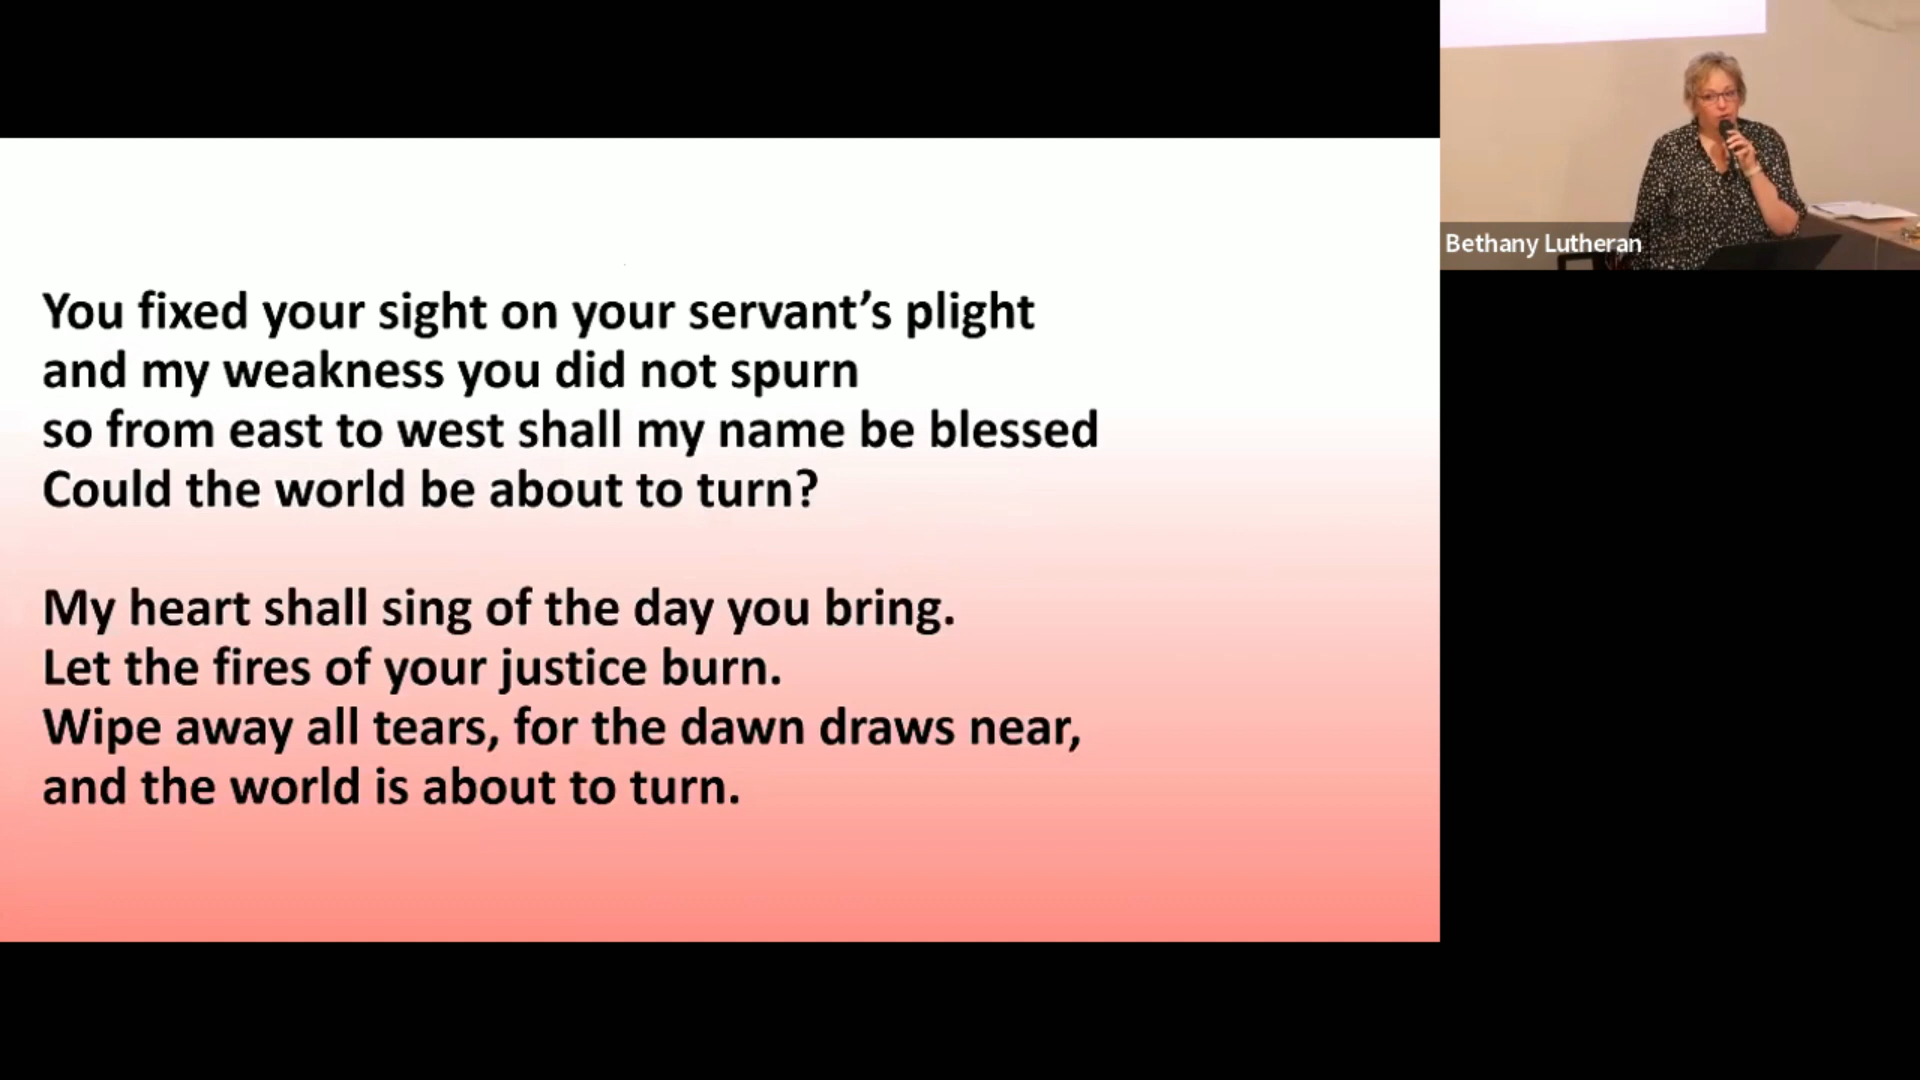 You fixed your sight on your servant’s plight
and my weakness you did not spurn
so from east to west shall my name be blessed
Could the world be about to turn?
My heart shall sing of the day you bring.
Let the fires of your justice burn.
Wipe away all tears, for the dawn draws near,
and the world is about to turn.
Bethany Lutheran